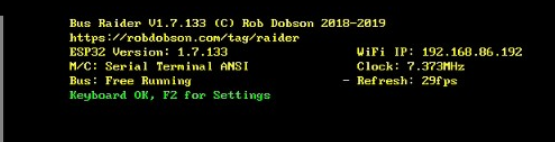 Bus Raider V1.7.133 (C) Rob Dobson 2018-2019
https://robdobson.com/tag/raider
ESP32 Version: 1.7.133 WiFi IP: 192.168.86.192
M/C: Serial Terminal ANSI Clock: 7.373MHz
Bus: Free Running - Refresh: 29fps
Keyboard OK, F2 for Settings